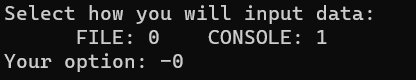 Select how you will input data:
      FILE: 0    CONSOLE: 1
Your option: -0